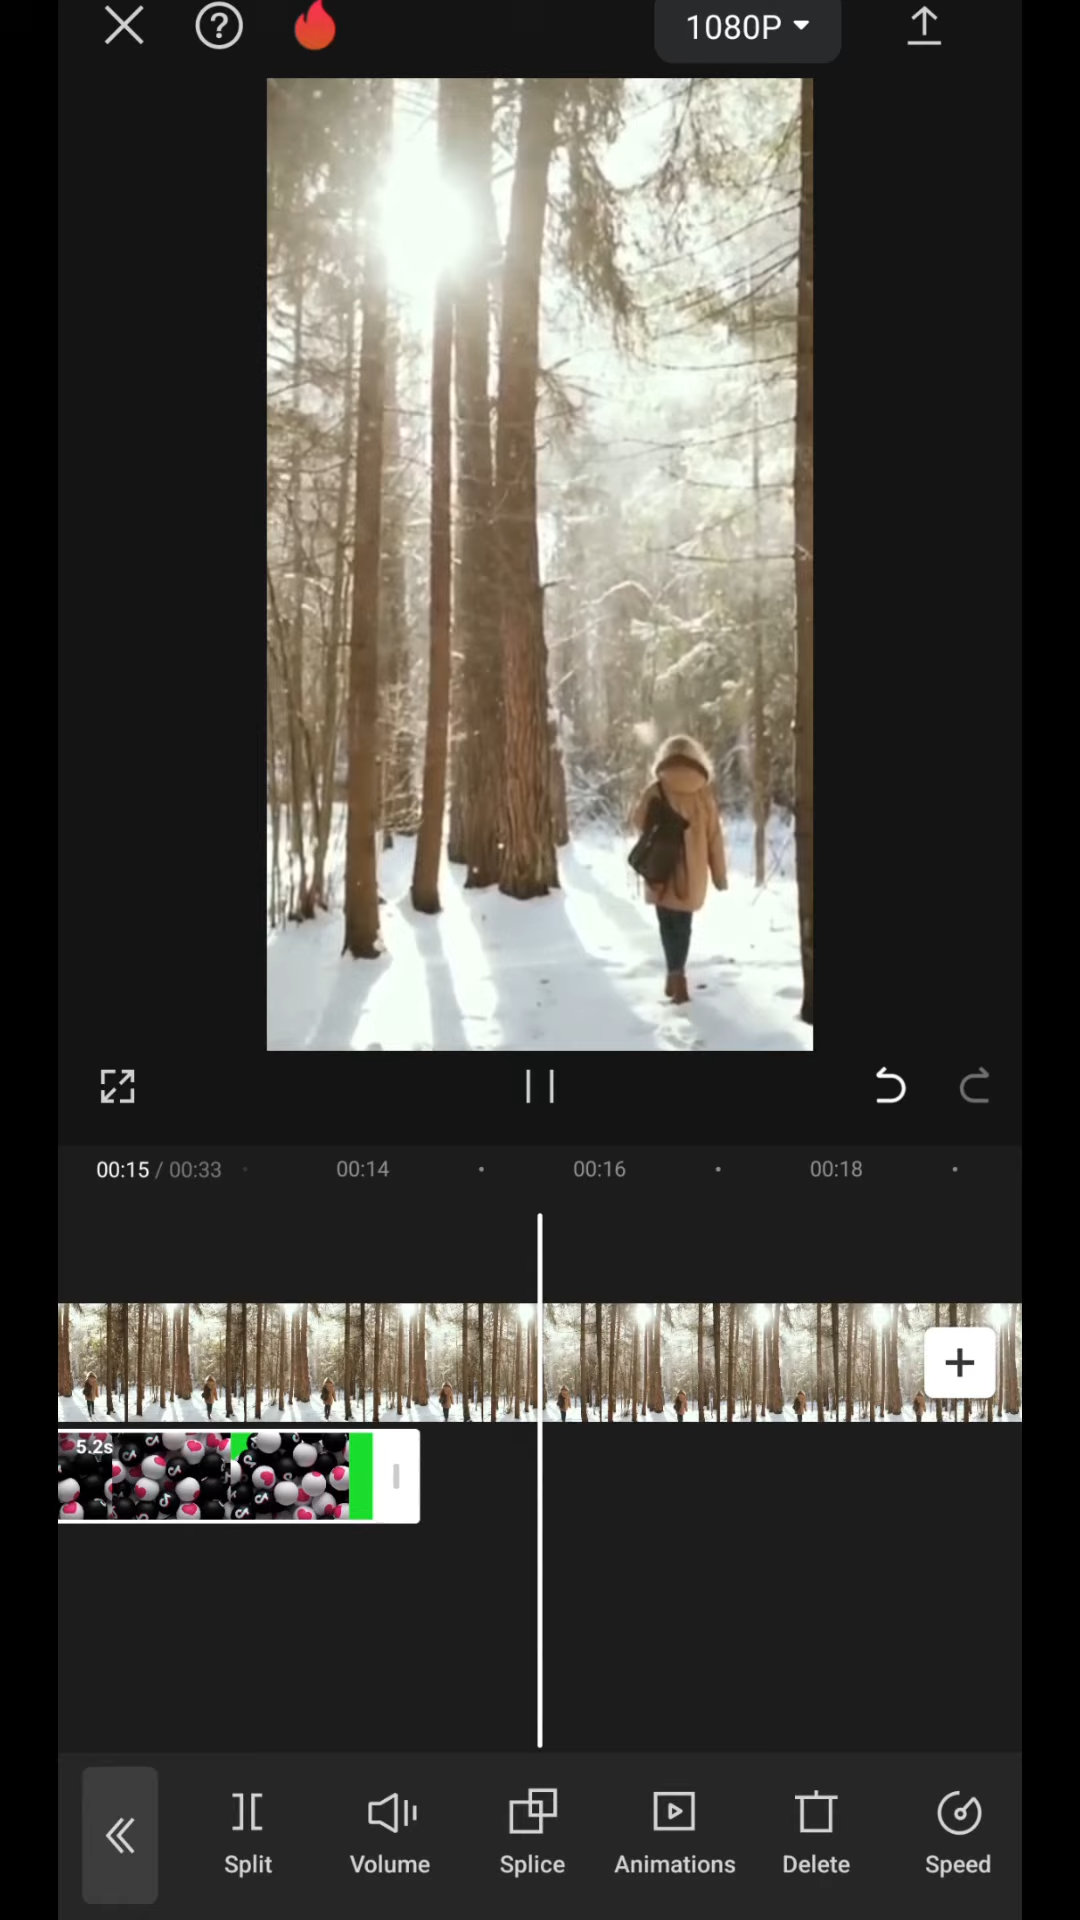 1080P
00:15 / 00:33
00:14
00:16
00:18
5.2s
Split
Volume
Splice
Animations
Delete
Speed